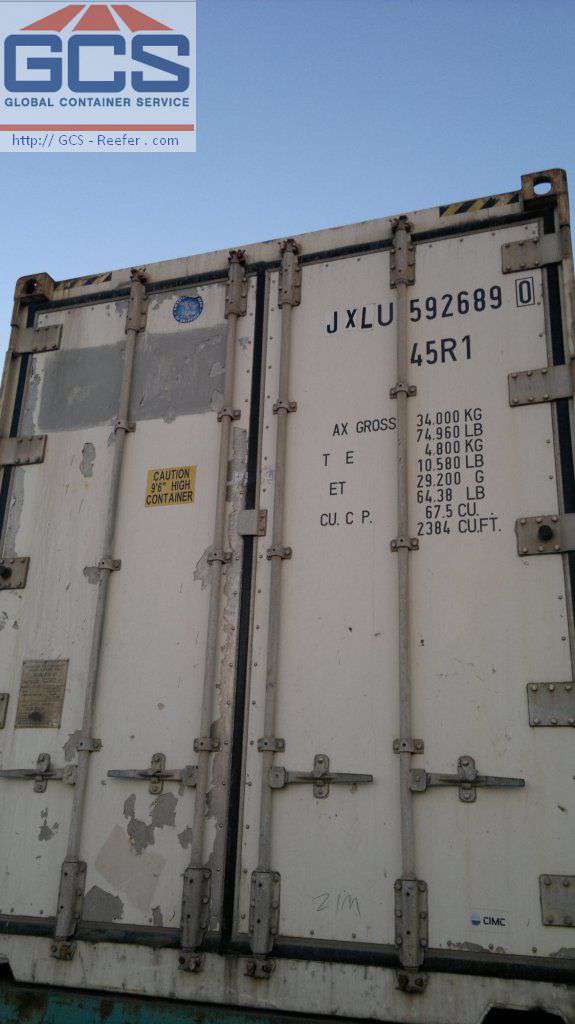 GCS
GLOBAL CONTAINER SERVICE
http:// GCS - Reefer . com
JXLU 592689 0
45R1
AX GROSS 34.000 KG
74.960 LB
T E 4.800 KG
10.580 LB
ET 29.200 G
64.38 LB
CU. C P. 67.5 CU. .
2384 CU.FT.
CAUTION
9'6" HIGH
CONTAINER
ZIM
CIMC